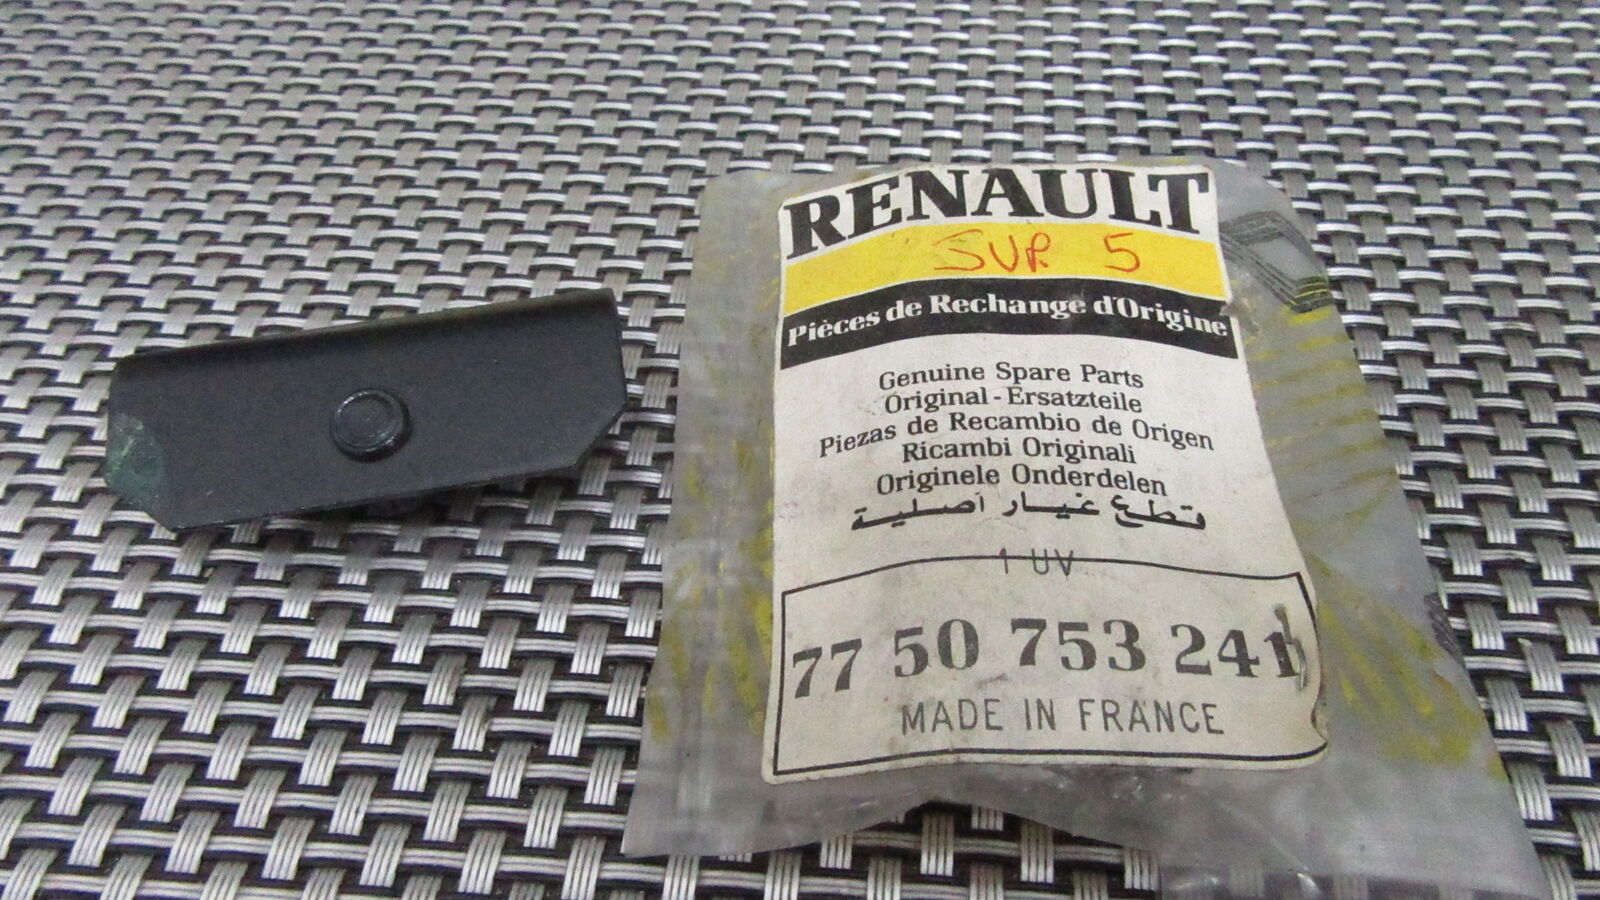 RENAULT
SUR 5
Pièces de Rechange d'Origine
Genuine Spare Parts
Original-Ersatzteile
Piezas de Recambio de Origen
Ricambi Originali
Originele Onderdelen
قطع غيار اصلية
1 UV
77 50 753 241
MADE IN FRANCE